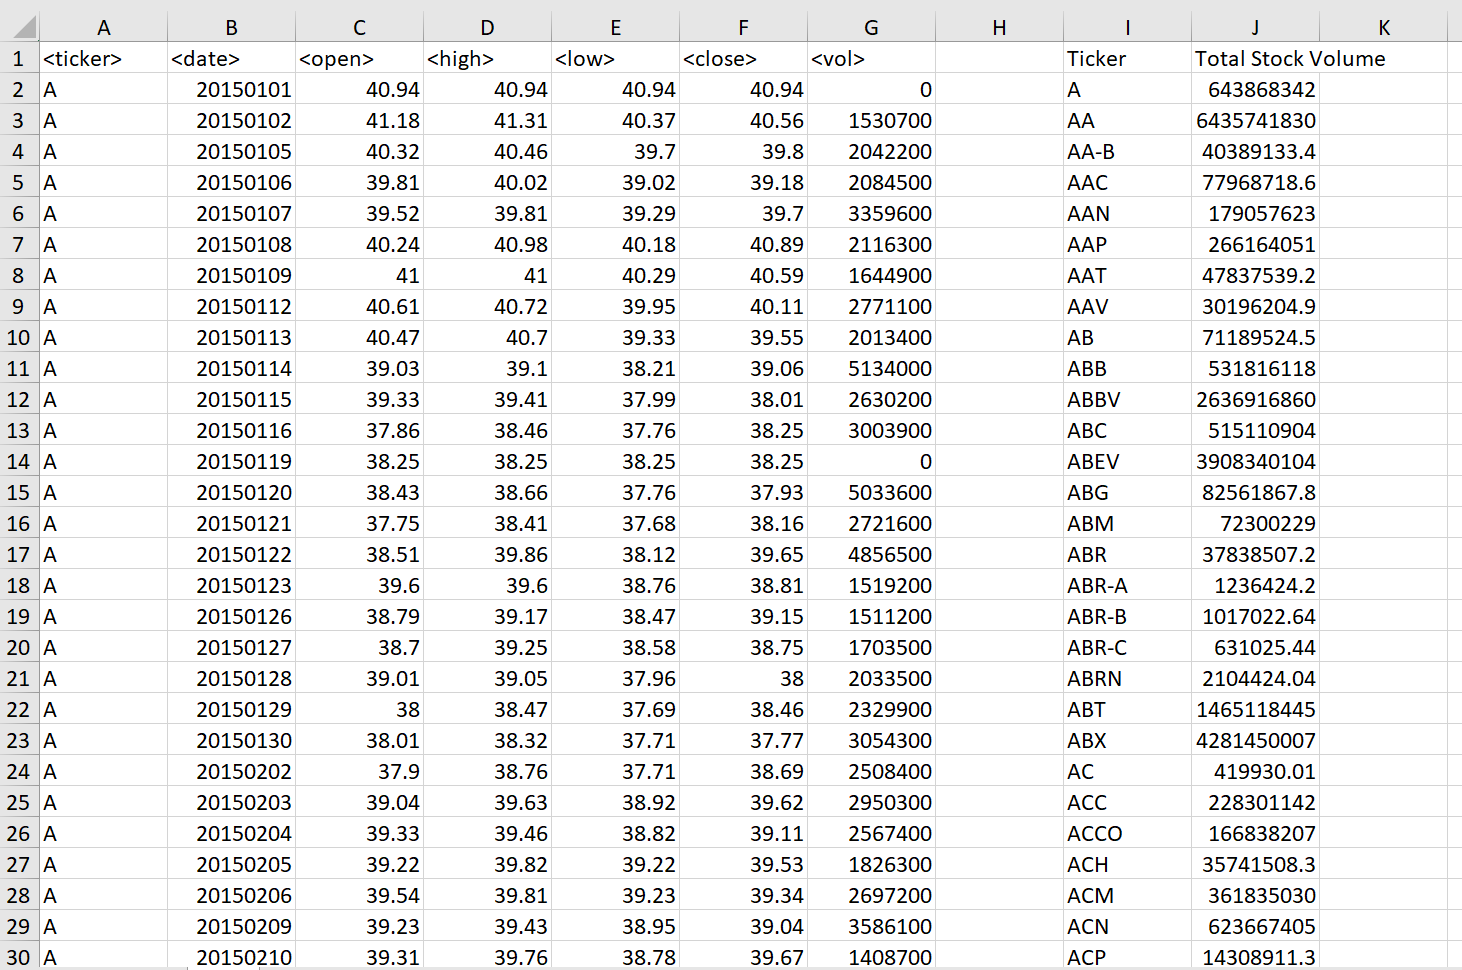 A B C D E F G H I J K
1 <ticker> <date> <open> <high> <low> <close> <vol> Ticker Total Stock Volume
2 A 20150101 40.94 40.94 40.94 40.94 0 A 643868342
3 A 20150102 41.18 41.31 40.37 40.56 1530700 AA 6435741830
4 A 20150105 40.32 40.46 39.7 39.8 2042200 AA-B 40389133.4
5 A 20150106 39.81 40.02 39.02 39.18 2084500 AAC 77968718.6
6 A 20150107 39.52 39.81 39.29 39.7 3359600 AAN 179057623
7 A 20150108 40.24 40.98 40.18 40.89 2116300 AAP 266164051
8 A 20150109 41 41 40.29 40.59 1644900 AAT 47837539.2
9 A 20150112 40.61 40.72 39.95 40.11 2771100 AAV 30196204.9
10 A 20150113 40.47 40.7 39.33 39.55 2013400 AB 71189524.5
11 A 20150114 39.03 39.1 38.21 39.06 5134000 ABB 531816118
12 A 20150115 39.33 39.41 37.99 38.01 2630200 ABBV 2636916860
13 A 20150116 37.86 38.46 37.76 38.25 3003900 ABC 515110904
14 A 20150119 38.25 38.25 38.25 38.25 0 ABEV 3908340104
15 A 20150120 38.43 38.66 37.76 37.93 5033600 ABG 82561867.8
16 A 20150121 37.75 38.41 37.68 38.16 2721600 ABM 72300229
17 A 20150122 38.51 39.86 38.12 39.65 4856500 ABR 37838507.2
18 A 20150123 39.6 39.6 38.76 38.81 1519200 ABR-A 1236424.2
19 A 20150126 38.79 39.17 38.47 39.15 1511200 ABR-B 1017022.64
20 A 20150127 38.7 39.25 38.58 38.75 1703500 ABR-C 631025.44
21 A 20150128 39.01 39.05 37.96 38 2033500 ABRN 2104424.04
22 A 20150129 38 38.47 37.69 38.46 2329900 ABT 1465118445
23 A 20150130 38.01 38.32 37.71 37.77 3054300 ABX 4281450007
24 A 20150202 37.9 38.76 37.71 38.69 2508400 AC 419930.01
25 A 20150203 39.04 39.63 38.92 39.62 2950300 ACC 228301142
26 A 20150204 39.33 39.46 38.82 39.11 2567400 ACCO 166838207
27 A 20150205 39.22 39.82 39.22 39.53 1826300 ACH 35741508.3
28 A 20150206 39.54 39.81 39.23 39.34 2697200 ACM 361835030
29 A 20150209 39.23 39.43 38.95 39.04 3586100 ACN 623667405
30 A 20150210 39.31 39.76 38.78 39.67 1408700 ACP 14308911.3